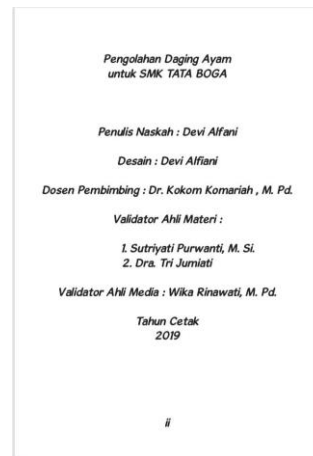 Pengolahan Daging Ayam
untuk SMK TATA BOGA
Penulis Naskah : Devi Alfani
Desain : Devi Alfiani
Dosen Pembimbing : Dr. Kokom Komariah , M. Pd.
Validator Ahli Materi :
1. Sutriyati Purwanti, M. Si.
2. Dra. Tri Jumiati
Validator Ahli Media : Wika Rinawati, M. Pd.
Tahun Cetak
2019
ii